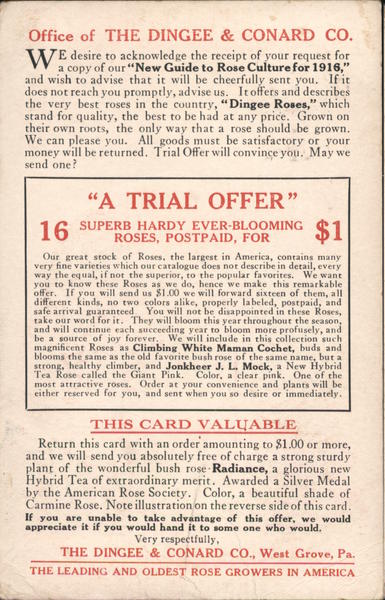 Office of THE DINGEE & CONARD CO.
WE desire to acknowledge the receipt of your request for
a copy of our "New Guide to Rose Culture for 1916,"
and wish to advise that it will be cheerfully sent you. If it
does not reach you promptly, advise us. It offers and describes
the very best roses in the country, "Dingee Roses," which
stand for quality, the best to be had at any price. Grown on
their own roots, the only way that a rose should be grown.
We can please you. All goods must be satisfactory or your
money will be returned. Trial Offer will convince you. May we
send one?
"A TRIAL OFFER"
16 SUPERB HARDY EVER-BLOOMING
ROSES, POSTPAID, FOR $1
Our great stock of Roses, the largest in America, contains many
very fine varieties which our catalogue does not describe in detail, every
way the equal, if not the superior, to the popular favorites. We want
you to know these Roses as we do, hence we make this remarkable
offer. If you will send us $1.00 we will forward sixteen of them, all
different kinds, no two colors alike, properly labeled, postpaid, and
safe arrival guaranteed. You will not be disappointed in these Roses,
take our word for it. They will bloom this year throughout the season,
and will continue each succeeding year to bloom more profusely, and
be a source of joy forever. We will include in this collection such
magnificent Roses as Climbing White Maman Cochet, buds and
blooms the same as the old favorite bush rose of the same name, but a
strong, healthy climber, and Jonkheer J. L. Mock, a New Hybrid
Tea Rose called the Giant Pink. Color, a clear pink. One of the
most attractive roses. Order at your convenience and plants will be
either reserved for you, and sent when you so desire or immediately.
THIS CARD VALUABLE
Return this card with an order amounting to $1.00 or more,
and we will send you absolutely free of charge a strong sturdy
plant of the wonderful bush rose Radiance, a glorious new
Hybrid Tea of extraordinary merit. Awarded a Silver Medal
by the American Rose Society. Color, a beautiful shade of
Carmine Rose. Note illustration on the reverse side of this card.
If you are unable to take advantage of this offer, we would
appreciate it if you would hand it to some one who would.
Very respectfully,
THE DINGEE & CONARD CO., West Grove, Pa.
THE LEADING AND OLDEST ROSE GROWERS IN AMERICA